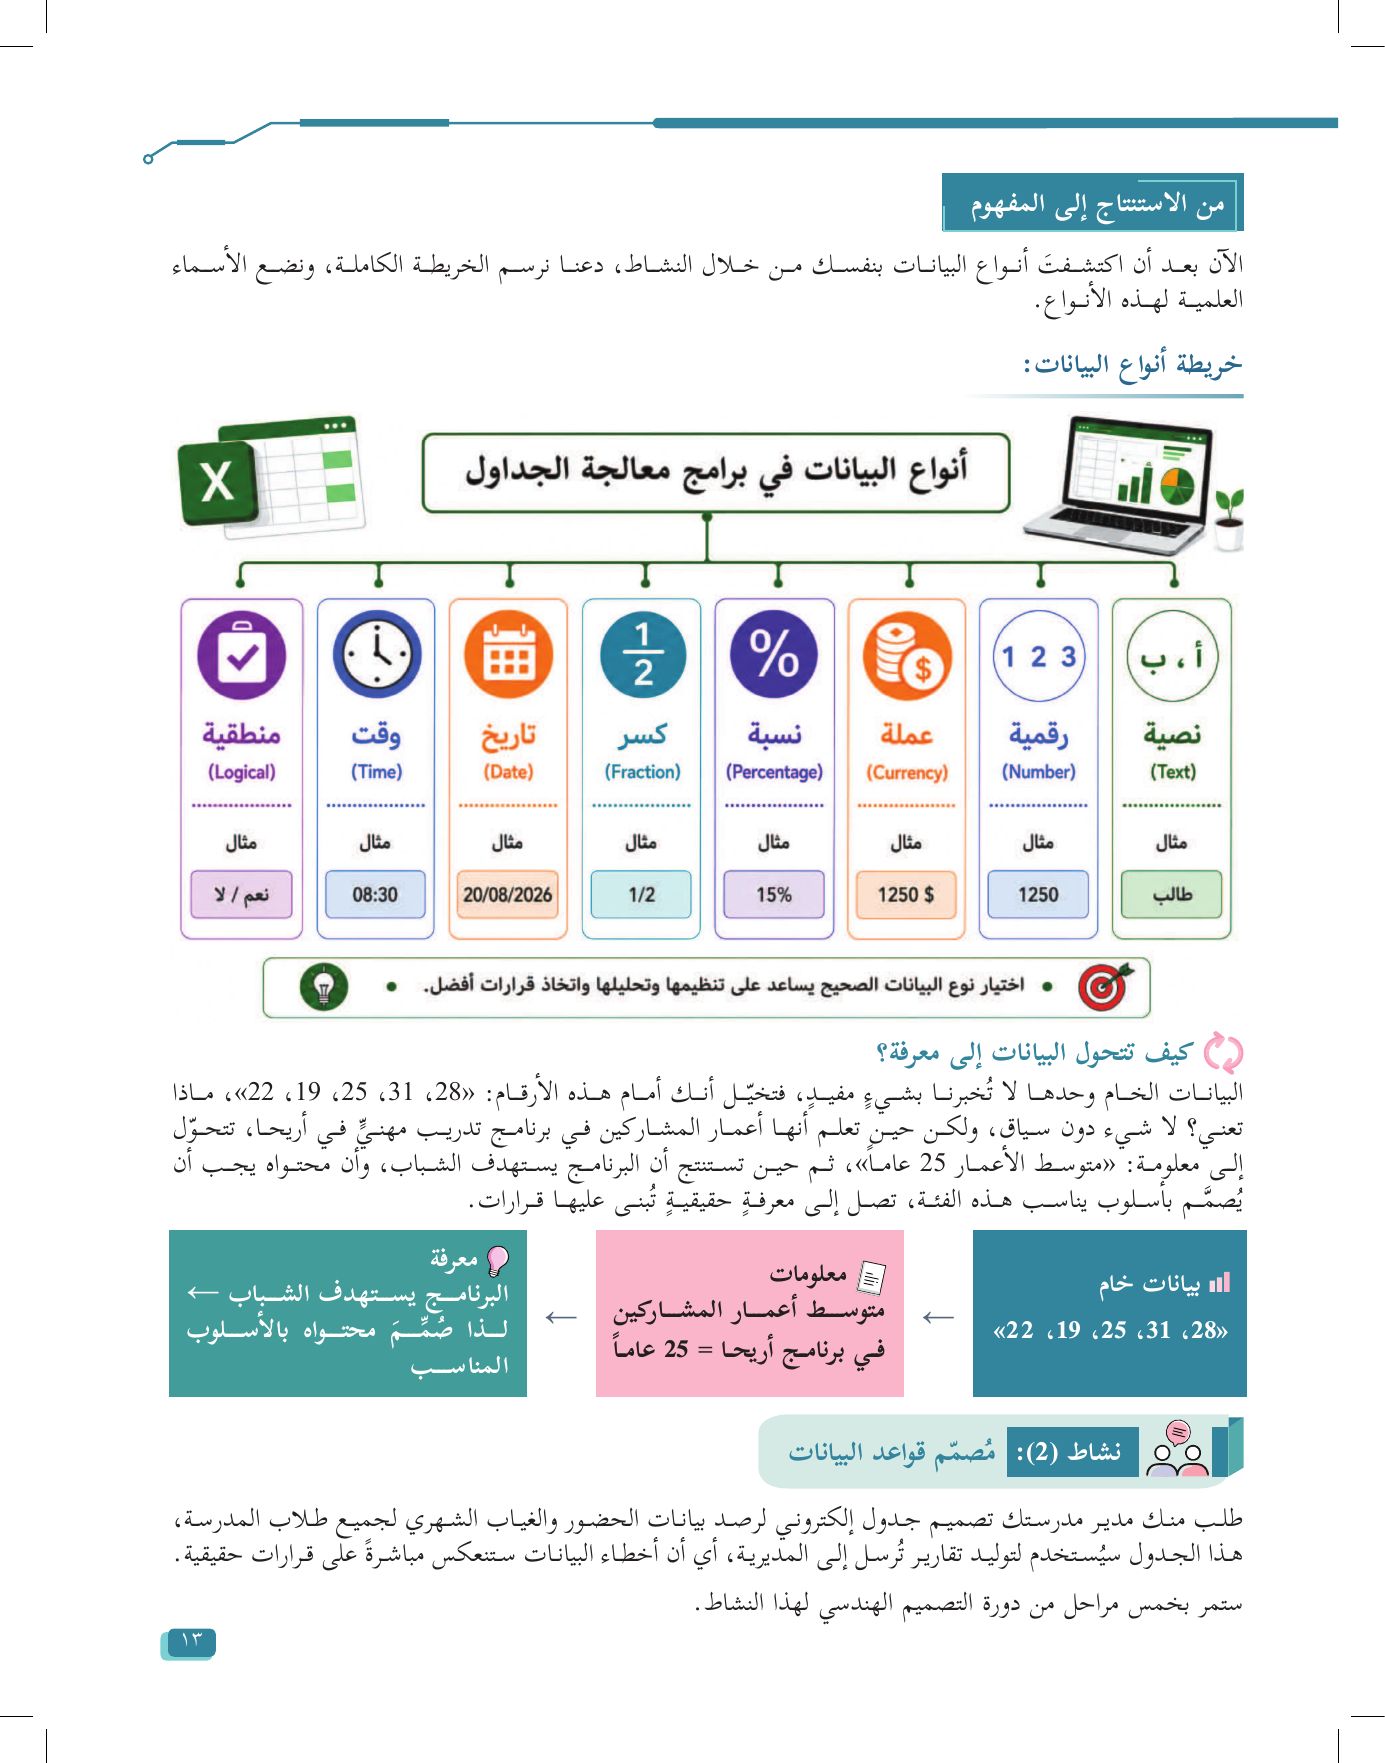 من الاستنتاج إلى المفهوم
الآن بعد أن اكتشفتَ أنواع البيانات بنفسك من خلال النشاط، دعنا نرسم الخريطة الكاملة، ونضع الأسماء
العلمية لهذه الأنواع.
خريطة أنواع البيانات:
أنواع البيانات في برامج معالجة الجداول
X
أ، ب
1 2 3
$
%
1/2
نصية
رقمية
عملة
نسبة
كسر
تاريخ
وقت
منطقية
(Text)
(Number)
(Currency)
(Percentage)
(Fraction)
(Date)
(Time)
(Logical)
مثال
مثال
مثال
مثال
مثال
مثال
مثال
مثال
طالب
1250
1250 $
15%
1/2
20/08/2026
08:30
نعم / لا
• اختيار نوع البيانات الصحيح يساعد على تنظيمها وتحليلها واتخاذ قرارات أفضل. •
كيف تتحول البيانات إلى معرفة؟
البيانات الخام وحدها لا تُخبرنا بشيءٍ مفيدٍ، فتخيّل أنك أمام هذه الأرقام: «28، 31، 25، 19، 22»، ماذا
تعني؟ لا شيء دون سياق، ولكن حين تعلم أنها أعمار المشاركين في برنامج تدريب مهنيٍّ في أريحا، تتحوّل
إلى معلومة: «متوسط الأعمار 25 عاماً»، ثم حين تستنتج أن البرنامج يستهدف الشباب، وأن محتواه يجب أن
يُصمَّم بأسلوب يناسب هذه الفئة، تصل إلى معرفةٍ حقيقيةٍ تُبنى عليها قرارات.
بيانات خام
«28، 31، 25، 19، 22»
←
معلومات
متوسط أعمار المشاركين
في برنامج أريحا = 25 عاماً
←
معرفة
البرنامج يستهدف الشباب ←
لذا صُمِّمَ محتواه بالأسلوب
المناسب
نشاط (2): مُصمّم قواعد البيانات
طلب منك مدير مدرستك تصميم جدول إلكتروني لرصد بيانات الحضور والغياب الشهري لجميع طلاب المدرسة،
هذا الجدول سيُستخدم لتوليد تقارير تُرسل إلى المديرية، أي أن أخطاء البيانات ستنعكس مباشرةً على قرارات حقيقية.
ستمر بخمس مراحل من دورة التصميم الهندسي لهذا النشاط.
١٣